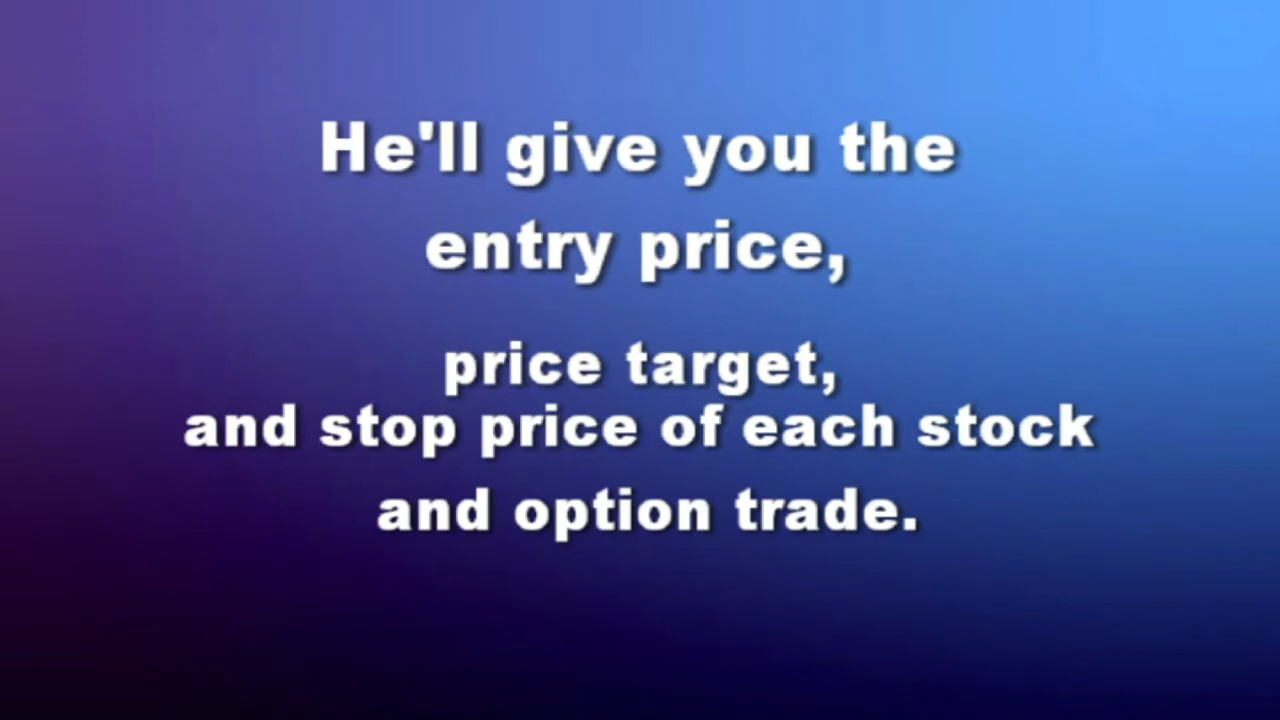 He'll give you the
entry price,
price target,
and stop price of each stock
and option trade.